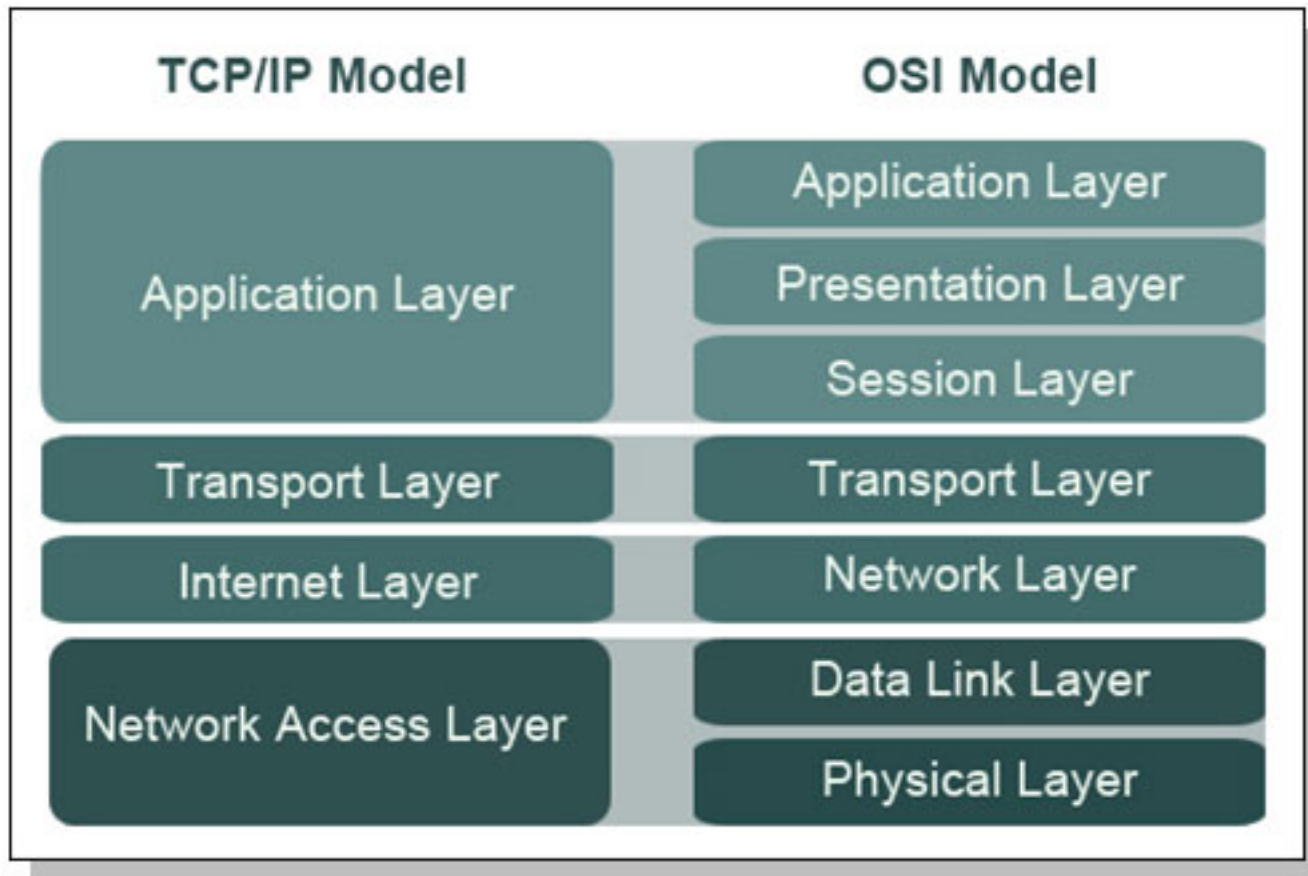 TCP/IP Model
OSI Model
Application Layer
Transport Layer
Internet Layer
Network Access Layer
Application Layer
Presentation Layer
Session Layer
Transport Layer
Network Layer
Data Link Layer
Physical Layer